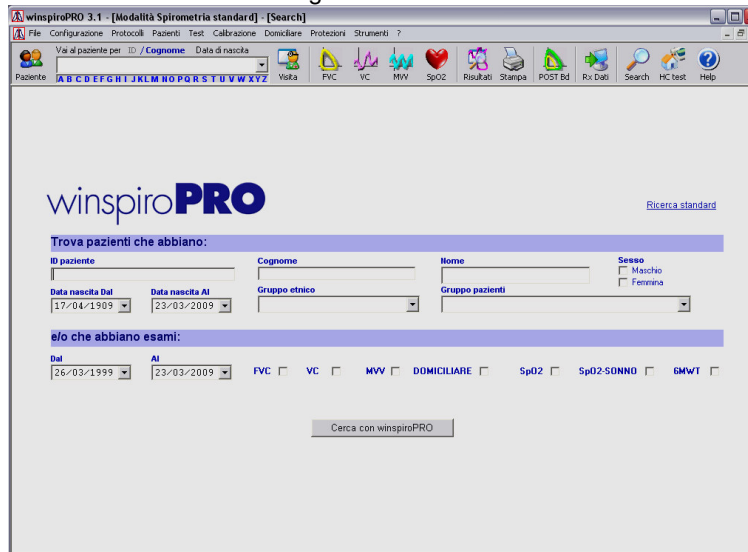 winspiroPRO 3.1 - [Modalità Spirometria standard] - [Search]
File Configurazione Protocolli Pazienti Test Calibrazione Domiciliare Protezioni Strumenti ?
Vai al paziente per ID / Cognome Data di nascita
A B C D E F G H I J K L M N O P Q R S T U V W X Y Z
Paziente Visita FVC VC MVV SpO2 Risultati Stampa POST Bd Rx Dati Search HC test Help
winspiroPRO
Ricerca standard
Trova pazienti che abbiano:
ID paziente Cognome Nome Sesso
Maschio
Femmina
Data nascita Dal Data nascita Al Gruppo etnico Gruppo pazienti
17/04/1909 23/03/2009
e/o che abbiano esami:
Dal Al
26/03/1999 23/03/2009 FVC VC MVV DOMICILIARE SpO2 SpO2-SONNO 6MWT
Cerca con winspiroPRO